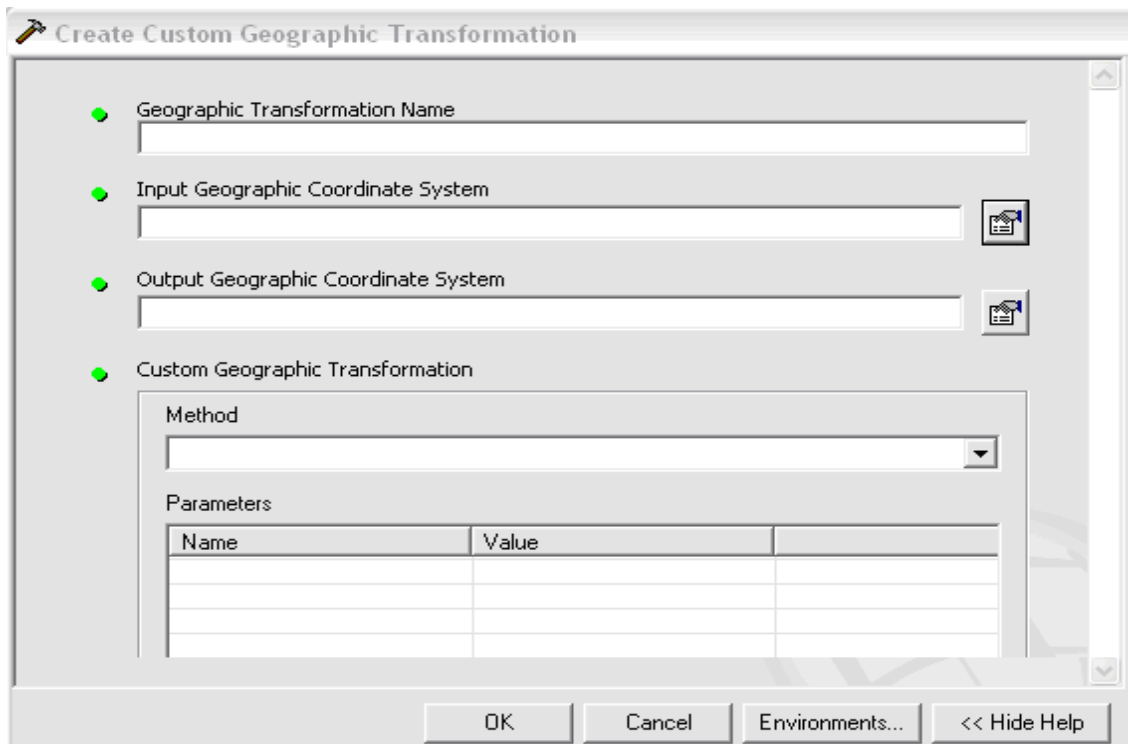 Create Custom Geographic Transformation
Geographic Transformation Name
Input Geographic Coordinate System
Output Geographic Coordinate System
Custom Geographic Transformation
Method
Parameters
Name Value
OK Cancel Environments... << Hide Help